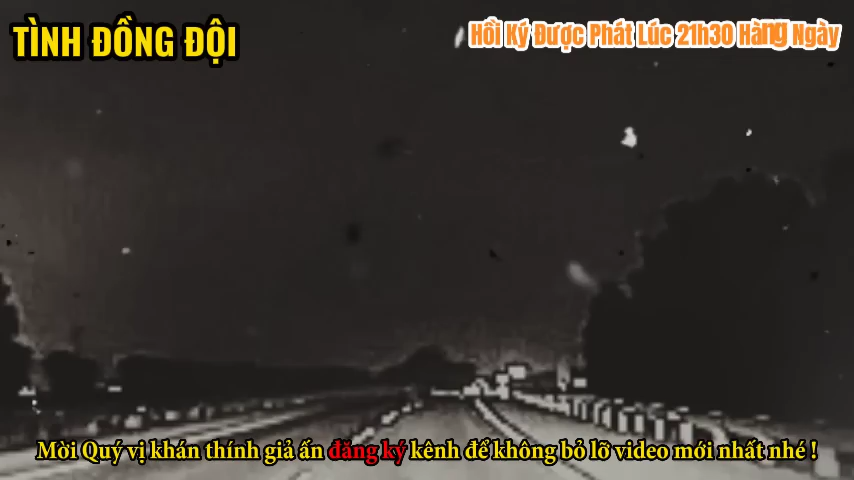 TÌNH ĐỒNG ĐỘI
Hồi Ký Được Phát Lúc 21h30 Hàng Ngày
Mời Quý vị khán thính giả ấn đăng ký kênh để không bỏ lỡ video mới nhất nhé !